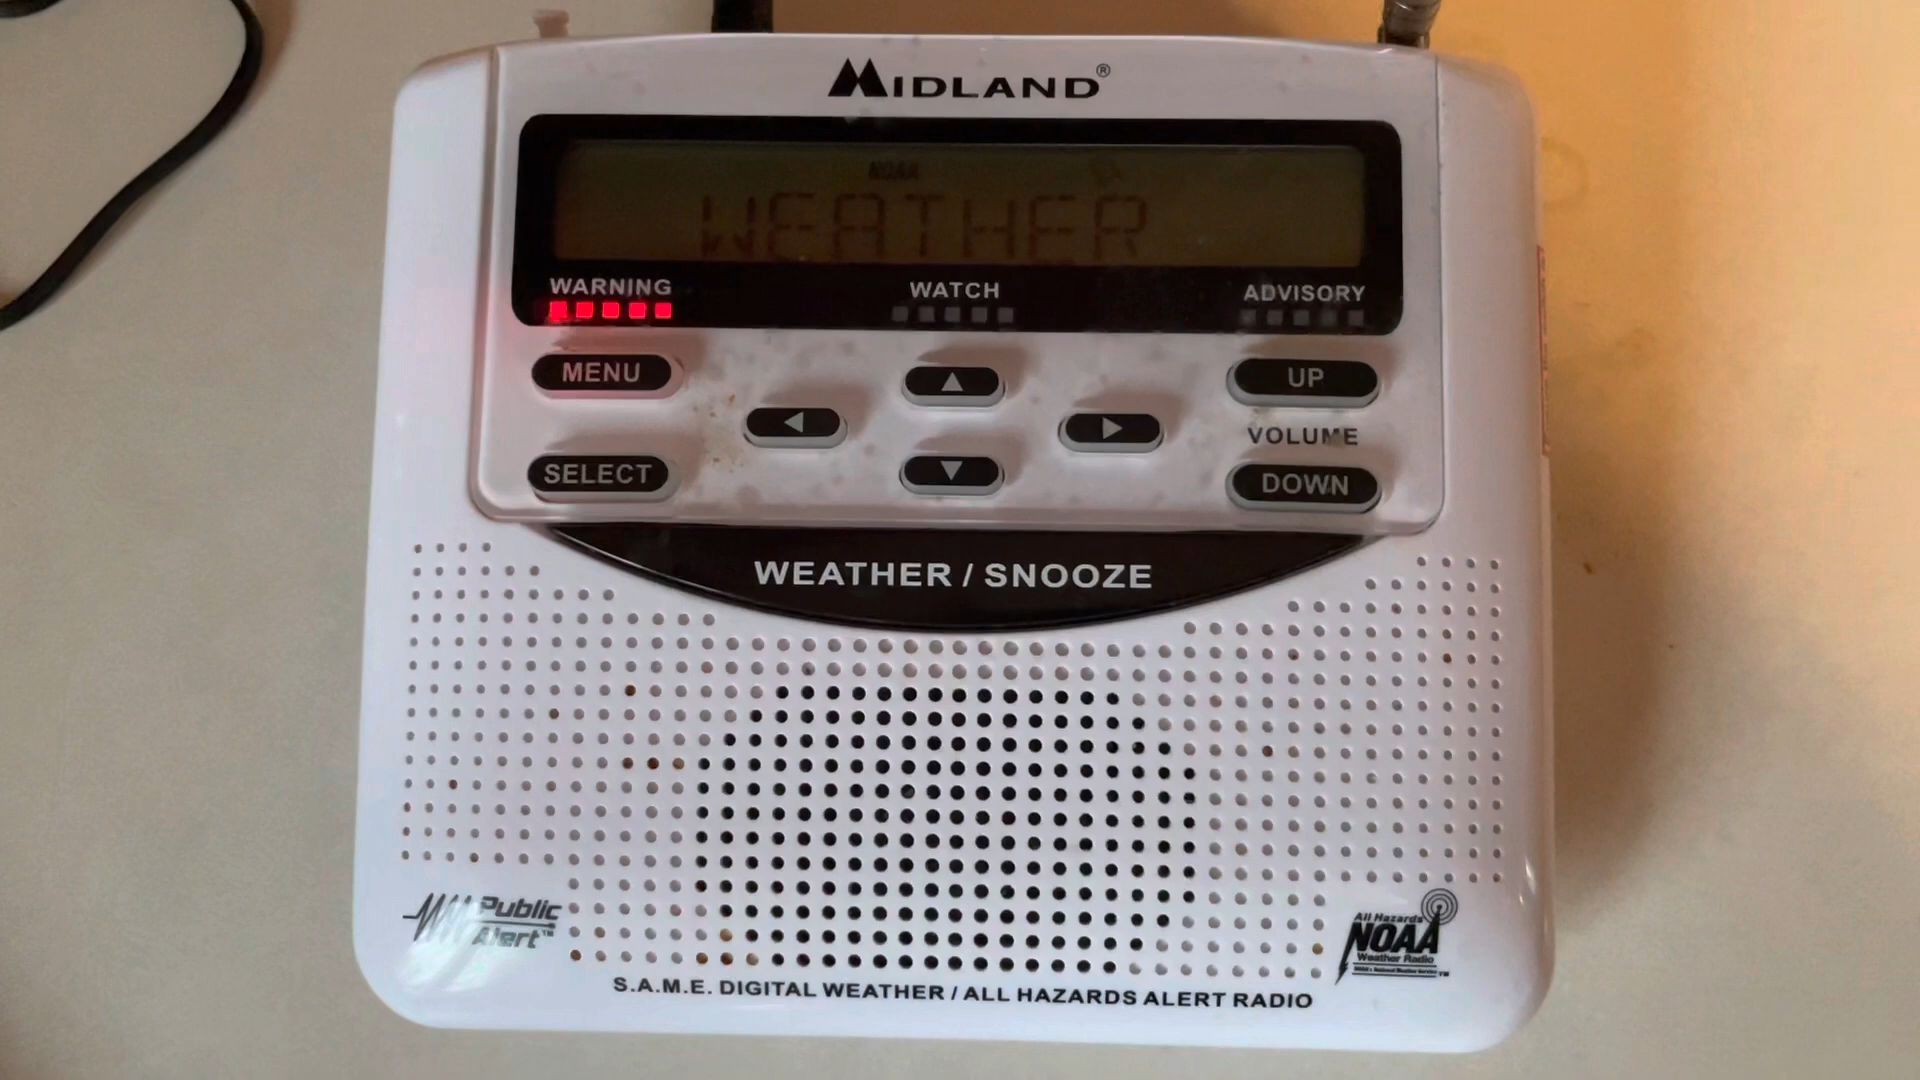 MIDLAND®
NOAA
WEATHER
WARNING WATCH ADVISORY
MENU UP
VOLUME
SELECT DOWN
WEATHER / SNOOZE
Public
Alert™
All Hazards
NOAA
Weather Radio
S.A.M.E. DIGITAL WEATHER / ALL HAZARDS ALERT RADIO